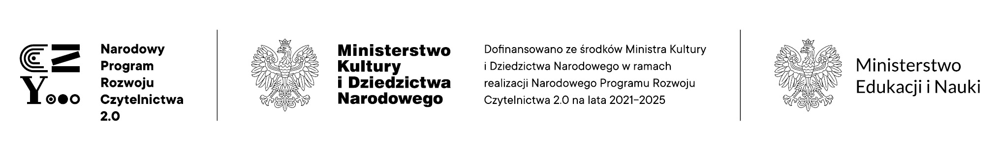 CZ
Y...
Narodowy
Program
Rozwoju
Czytelnictwa
2.0
Ministerstwo
Kultury
i Dziedzictwa
Narodowego
Dofinansowano ze środków Ministra Kultury
i Dziedzictwa Narodowego w ramach
realizacji Narodowego Programu Rozwoju
Czytelnictwa 2.0 na lata 2021–2025
Ministerstwo
Edukacji i Nauki